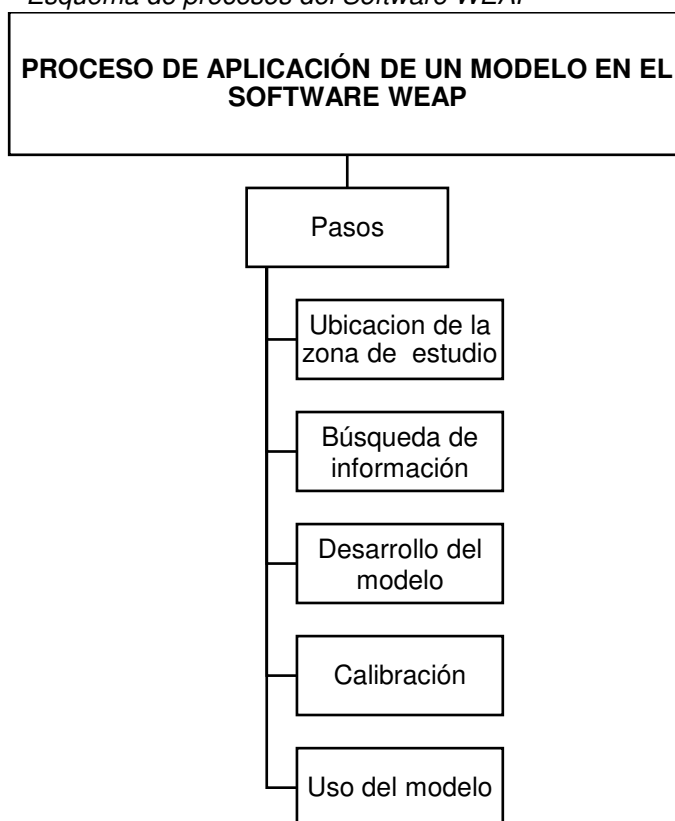 Esquema de procesos del Software WEAP
PROCESO DE APLICACIÓN DE UN MODELO EN EL
SOFTWARE WEAP
Pasos
Ubicacion de la
zona de estudio
Búsqueda de
información
Desarrollo del
modelo
Calibración
Uso del modelo